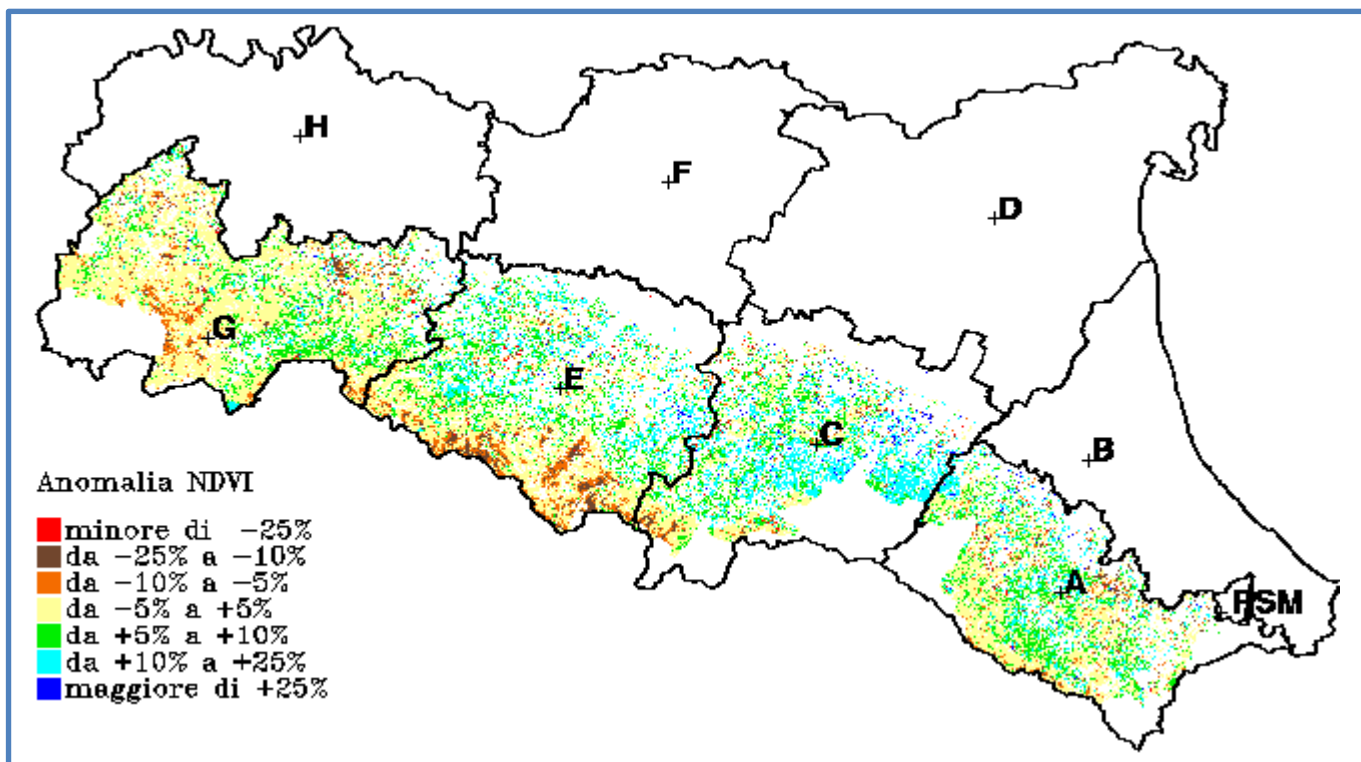 H
F
D
G
E
C
B
A
RSM
Anomalia NDVI
minore di -25%
da -25% a -10%
da -10% a -5%
da -5% a +5%
da +5% a +10%
da +10% a +25%
maggiore di +25%